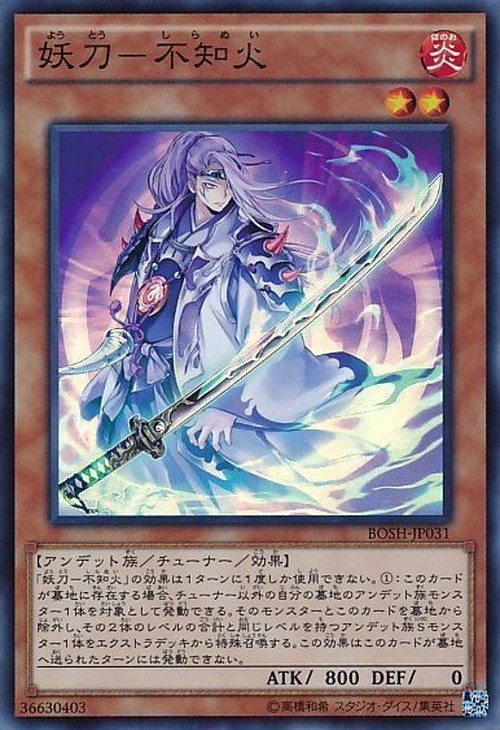 妖刀－不知火
よう とう しらぬい
炎
ほのお
BOSH-JP031
【アンデット族／チューナー／効果】
「妖刀－不知火」の効果は１ターンに１度しか使用できない。①：このカード
が墓地に存在する場合、チューナー以外の自分の墓地のアンデット族モンス
ター１体を対象として発動できる。そのモンスターとこのカードを墓地から
除外し、その２体のレベルの合計と同じレベルを持つアンデット族Ｓモンス
ター１体をエクストラデッキから特殊召喚する。この効果はこのカードが墓地
へ送られたターンには発動できない。
ATK/ 800 DEF/ 0
36630403
©高橋和希 スタジオ・ダイス/集英社